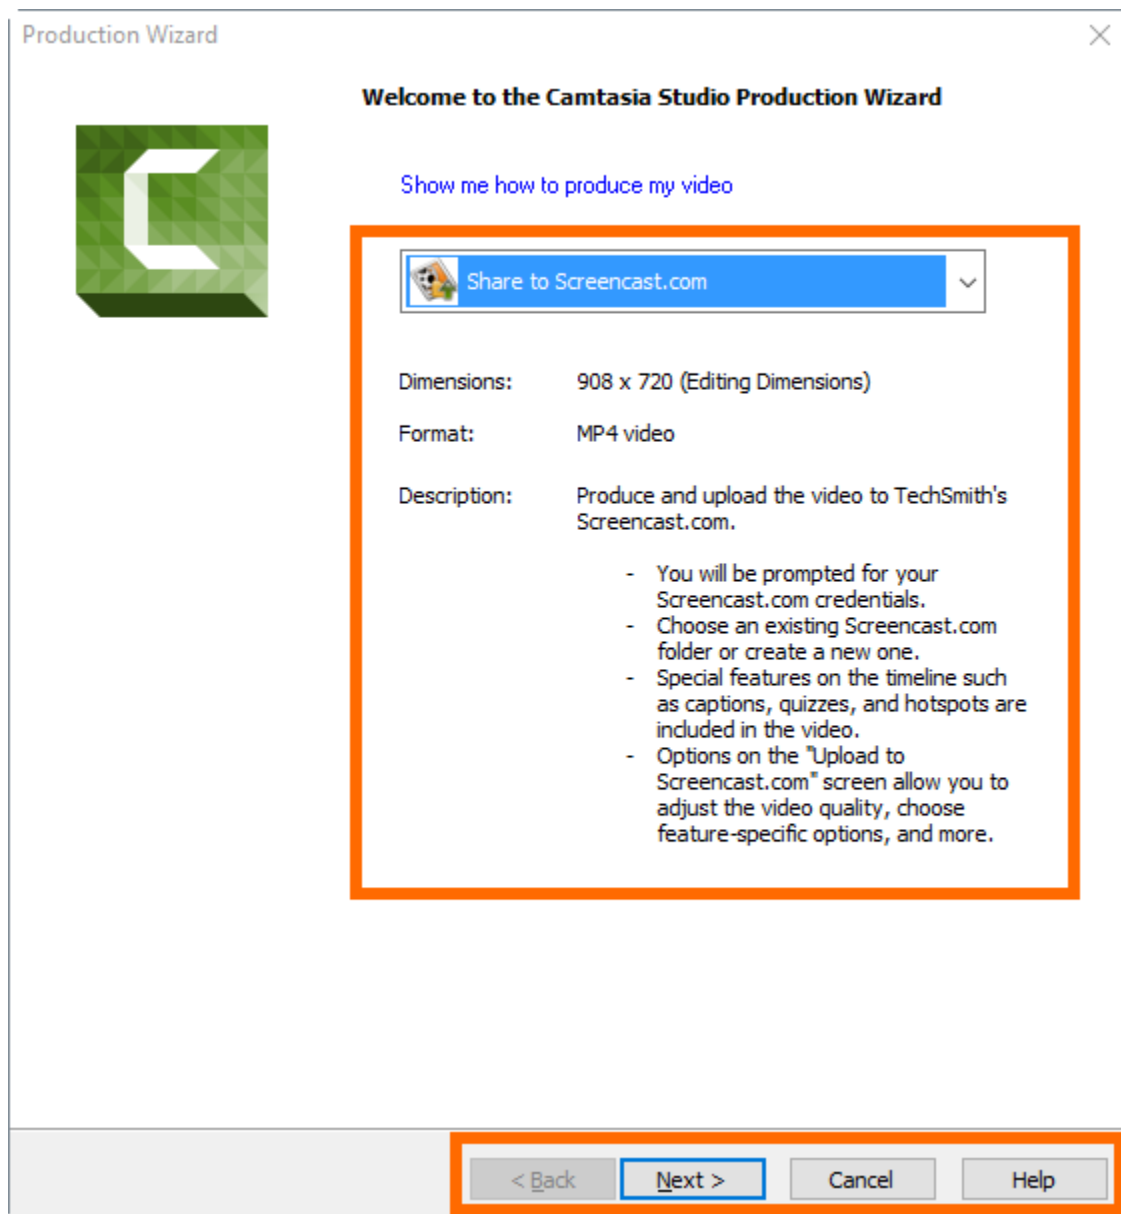 Production Wizard
Welcome to the Camtasia Studio Production Wizard
Show me how to produce my video
Share to Screencast.com
Dimensions: 908 x 720 (Editing Dimensions)
Format: MP4 video
Description: Produce and upload the video to TechSmith's
Screencast.com.
- You will be prompted for your
Screencast.com credentials.
- Choose an existing Screencast.com
folder or create a new one.
- Special features on the timeline such
as captions, quizzes, and hotspots are
included in the video.
- Options on the "Upload to
Screencast.com" screen allow you to
adjust the video quality, choose
feature-specific options, and more.
< Back Next > Cancel Help